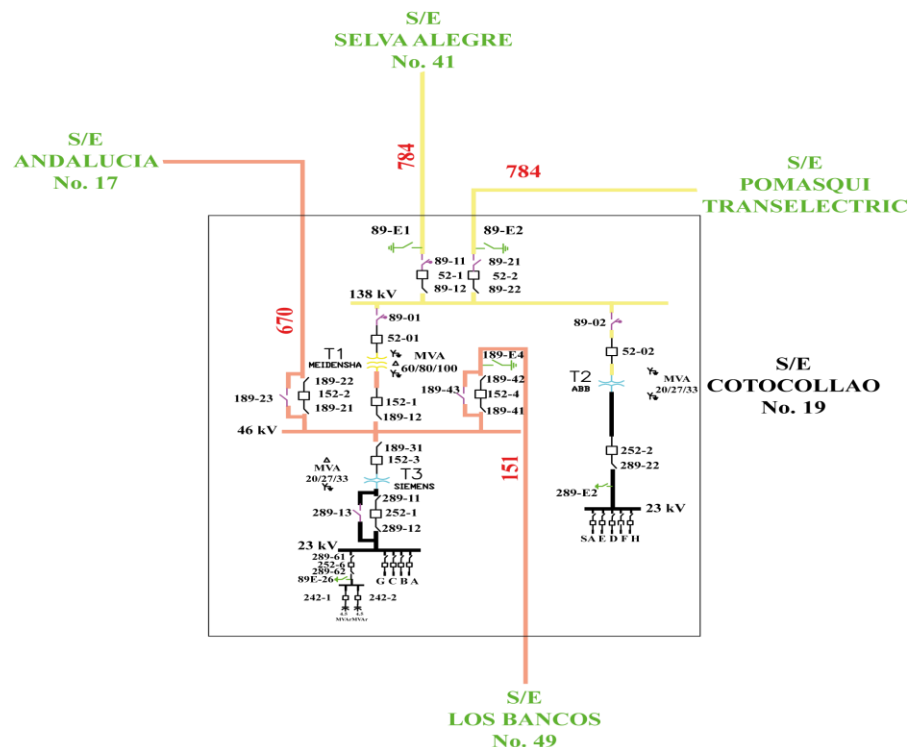 S/E
SELVA ALEGRE
No. 41
S/E
ANDALUCIA
No. 17
784
784
S/E
POMASQUI
TRANSELECTRIC
89-E1
89-E2
89-11
52-1
89-12
89-21
52-2
89-22
138 kV
670
89-01
52-01
T1
MEIDENSHA
MVA
60/80/100
89-02
52-02
T2
ABB
MVA
20/27/33
S/E
COTOCOLLAO
No. 19
189-E4
189-22
152-2
189-21
189-23
152-1
189-12
189-43
189-42
152-4
189-41
46 kV
151
189-31
152-3
MVA
20/27/33
T3
SIEMENS
252-2
289-22
289-E2
289-11
252-1
289-12
289-13
23 kV
SA E D F H
23 kV
289-61
252-6
289-62
89E-26
G C B A
242-1
242-2
4.5
MVAr
4.5
MVAr
S/E
LOS BANCOS
No. 49